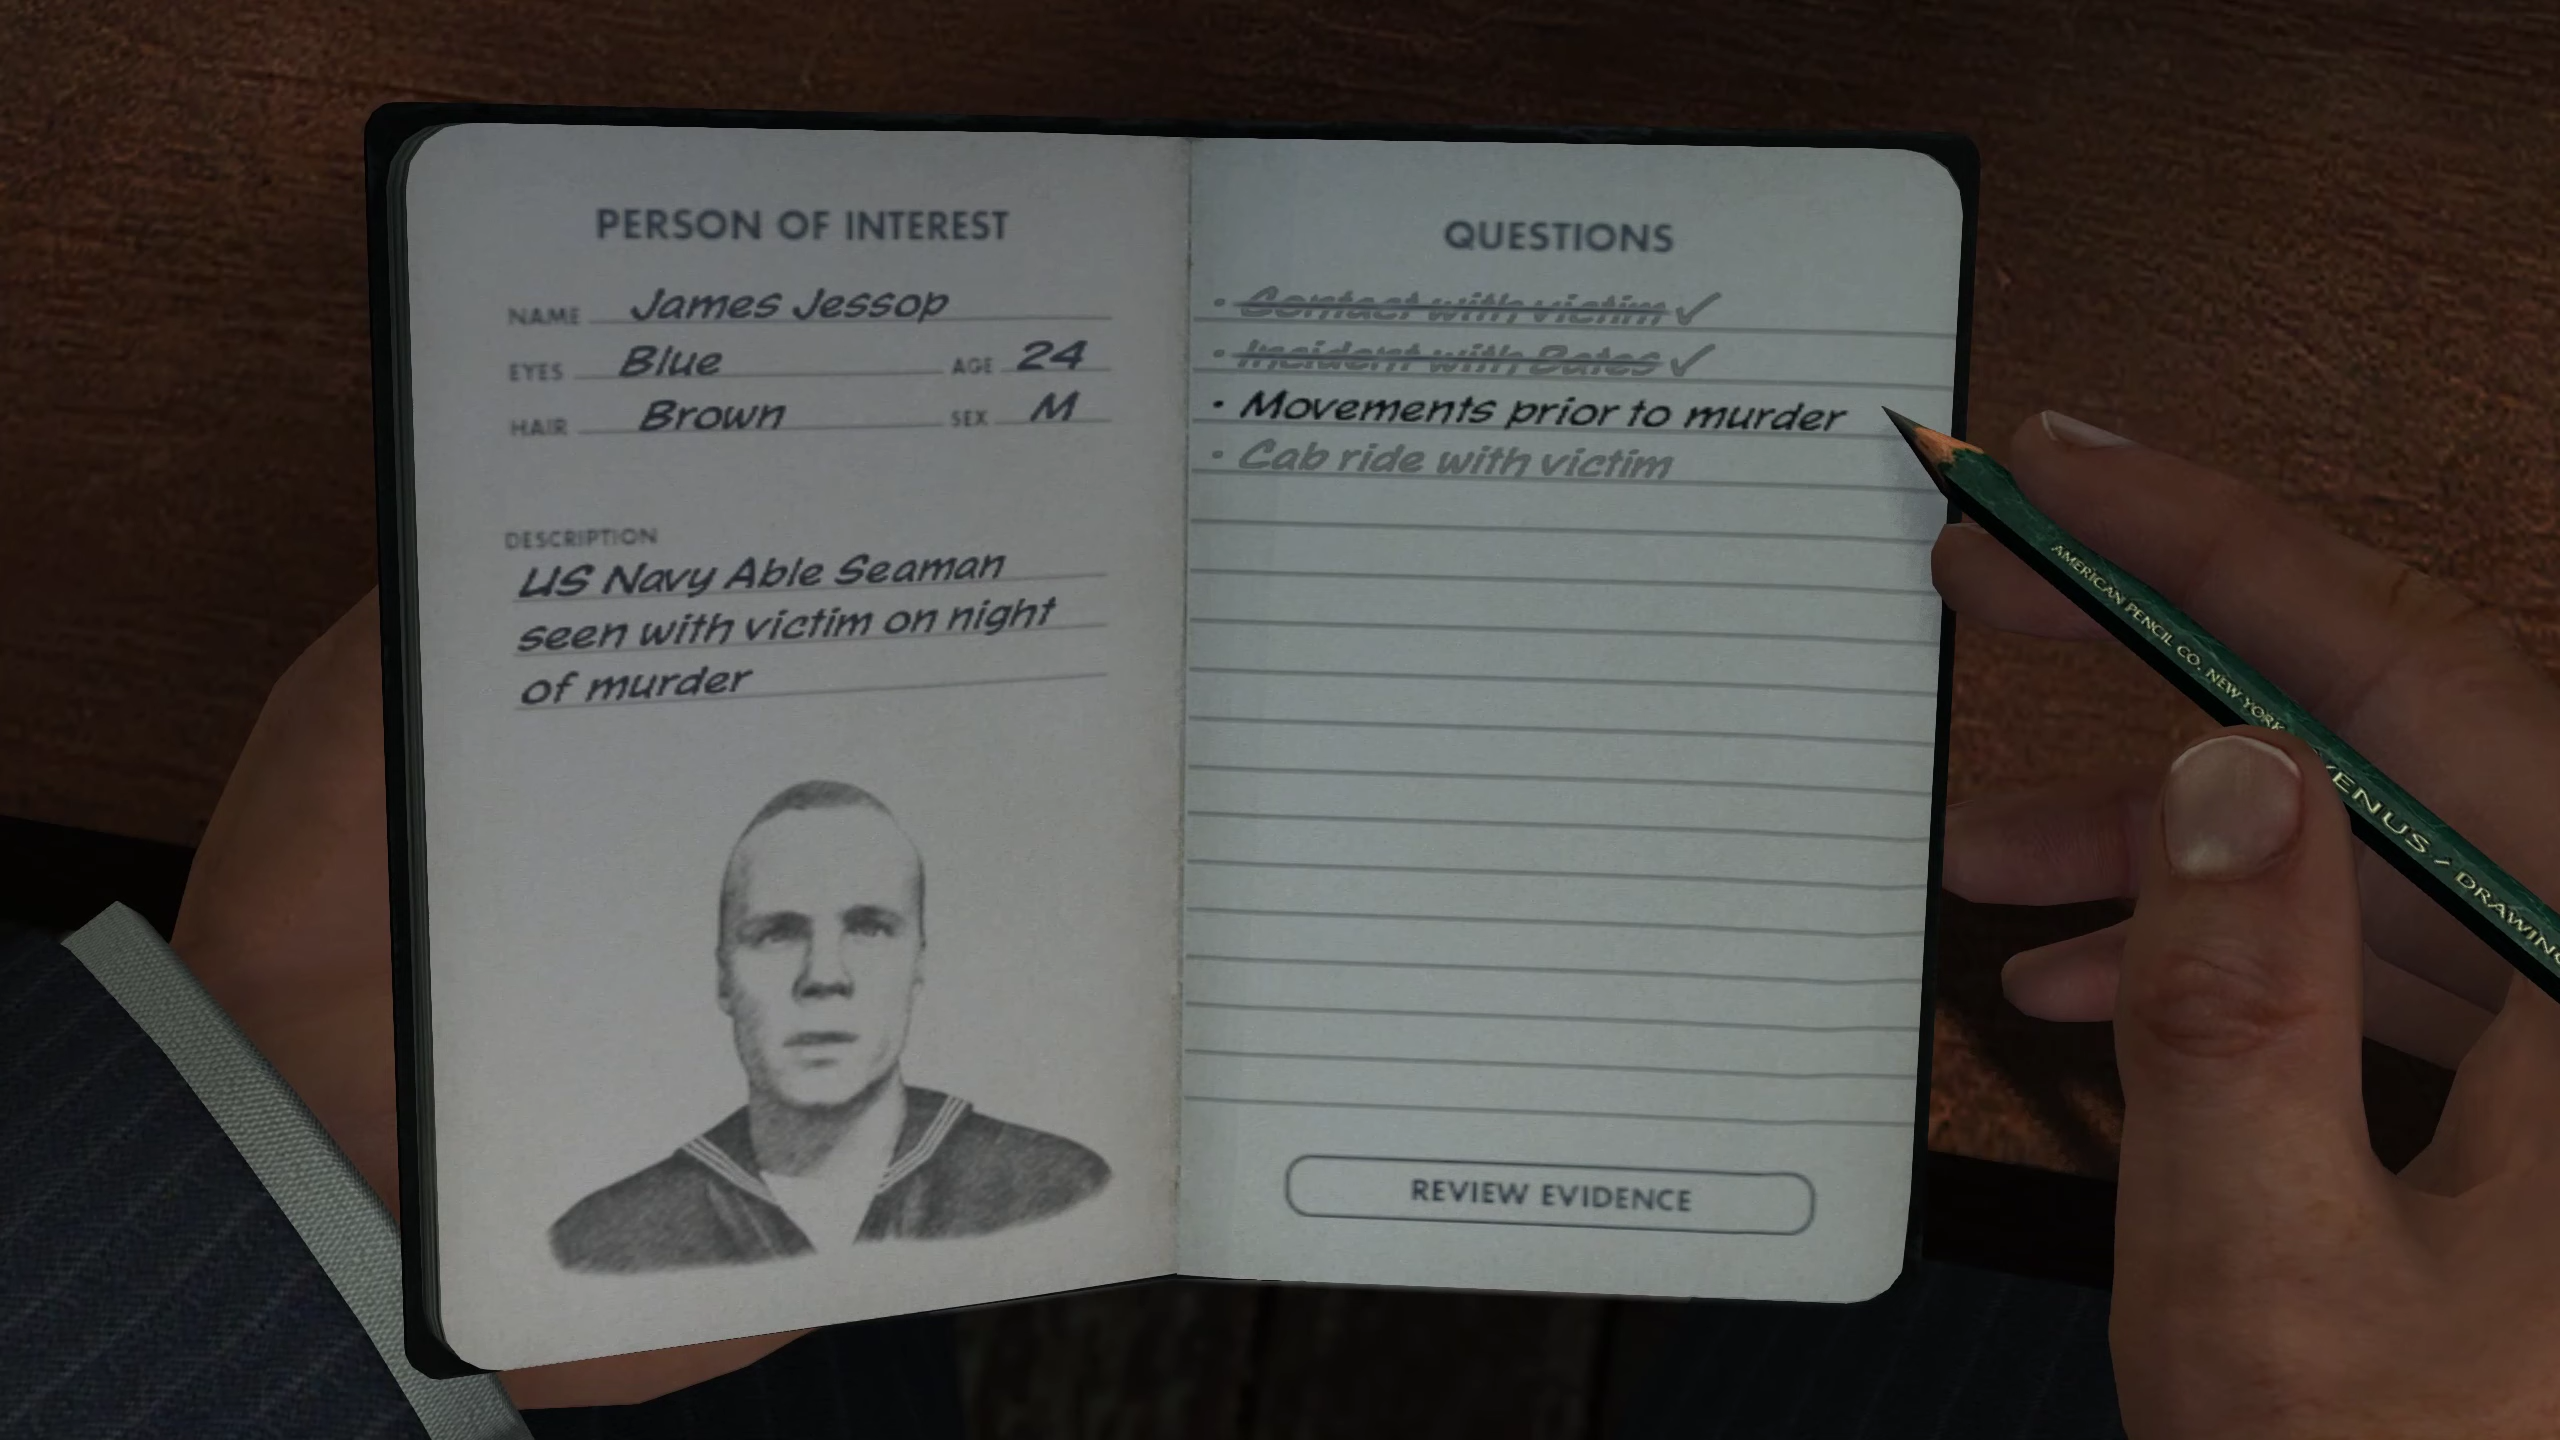 PERSON OF INTEREST
NAME James Jessop
EYES Blue AGE 24
HAIR Brown SEX M
DESCRIPTION
US Navy Able Seaman
seen with victim on night
of murder
QUESTIONS
• Contact with victim ✓
• Incident with Bates ✓
• Movements prior to murder
• Cab ride with victim
REVIEW EVIDENCE
AMERICAN PENCIL CO. NEW YORK VENUS / DRAWING